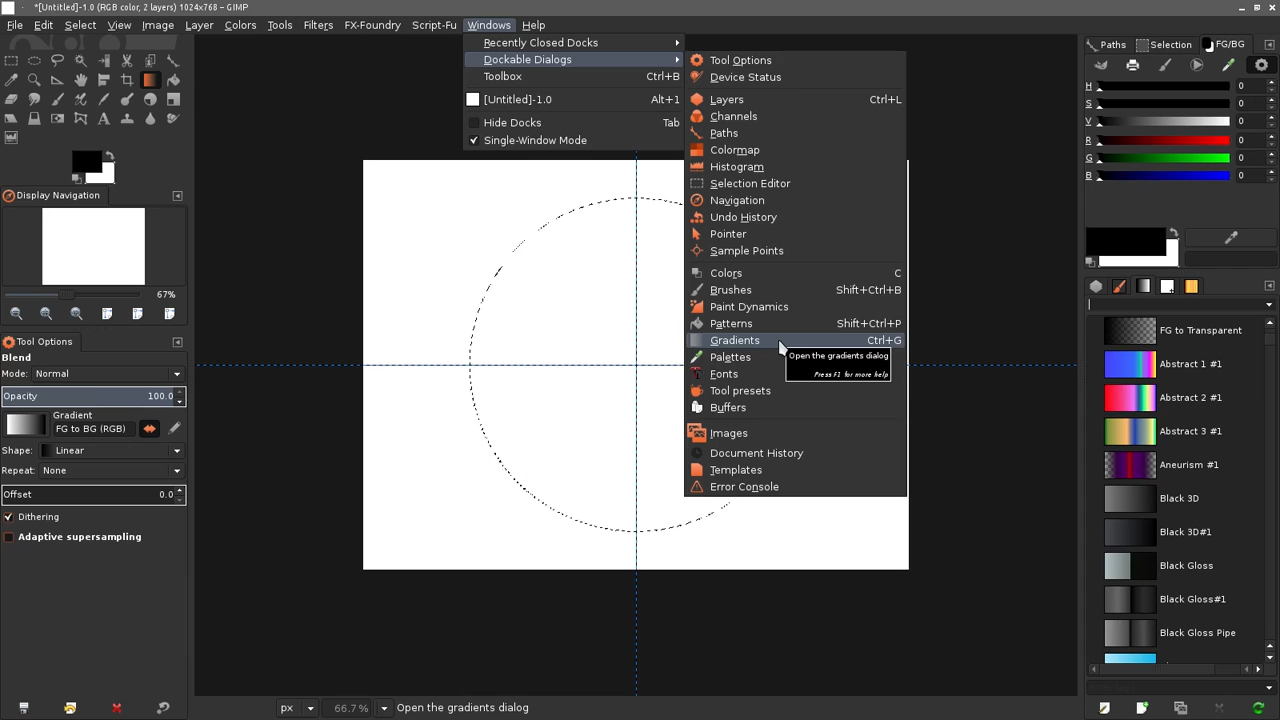 *[Untitled]-1.0 (RGB color, 2 layers) 1024x768 – GIMP
File Edit Select View Image Layer Colors Tools Filters FX-Foundry Script-Fu Windows Help
Recently Closed Docks
Dockable Dialogs
Toolbox Ctrl+B
[Untitled]-1.0 Alt+1
Hide Docks Tab
Single-Window Mode
Tool Options
Device Status
Layers Ctrl+L
Channels
Paths
Colormap
Histogram
Selection Editor
Navigation
Undo History
Pointer
Sample Points
Colors C
Brushes Shift+Ctrl+B
Paint Dynamics
Patterns Shift+Ctrl+P
Gradients Ctrl+G
Palettes
Fonts
Tool presets
Buffers
Images
Document History
Templates
Error Console
Open the gradients dialog
Press F1 for more help
Display Navigation
67%
Tool Options
Blend
Mode: Normal
Opacity 100.0
Gradient
FG to BG (RGB)
Shape: Linear
Repeat: None
Offset 0.0
Dithering
Adaptive supersampling
px 66.7% Open the gradients dialog
Paths Selection FG/BG
H 0
S 0
V 0
R 0
G 0
B 0
FG to Transparent
Abstract 1 #1
Abstract 2 #1
Abstract 3 #1
Aneurism #1
Black 3D
Black 3D#1
Black Gloss
Black Gloss#1
Black Gloss Pipe